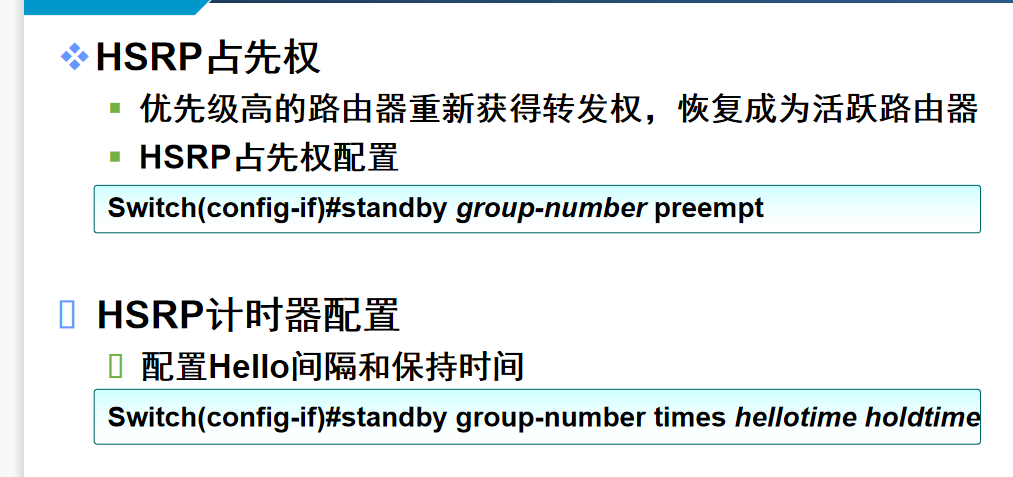 HSRP占先权
优先级高的路由器重新获得转发权，恢复成为活跃路由器
HSRP占先权配置
Switch(config-if)#standby group-number preempt
HSRP计时器配置
配置Hello间隔和保持时间
Switch(config-if)#standby group-number times hellotime holdtime